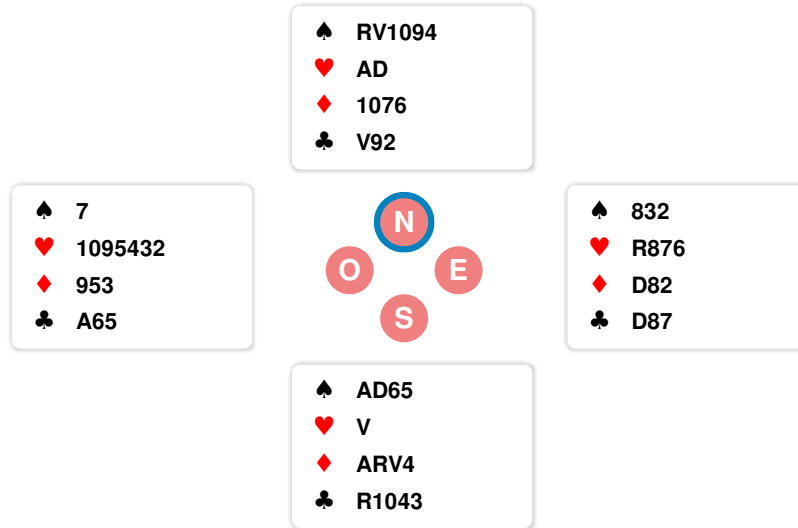 ♠ RV1094
♥ AD
♦ 1076
♣ V92
♠ 7
♥ 1095432
♦ 953
♣ A65
N
O E
S
♠ 832
♥ R876
♦ D82
♣ D87
♠ AD65
♥ V
♦ ARV4
♣ R1043